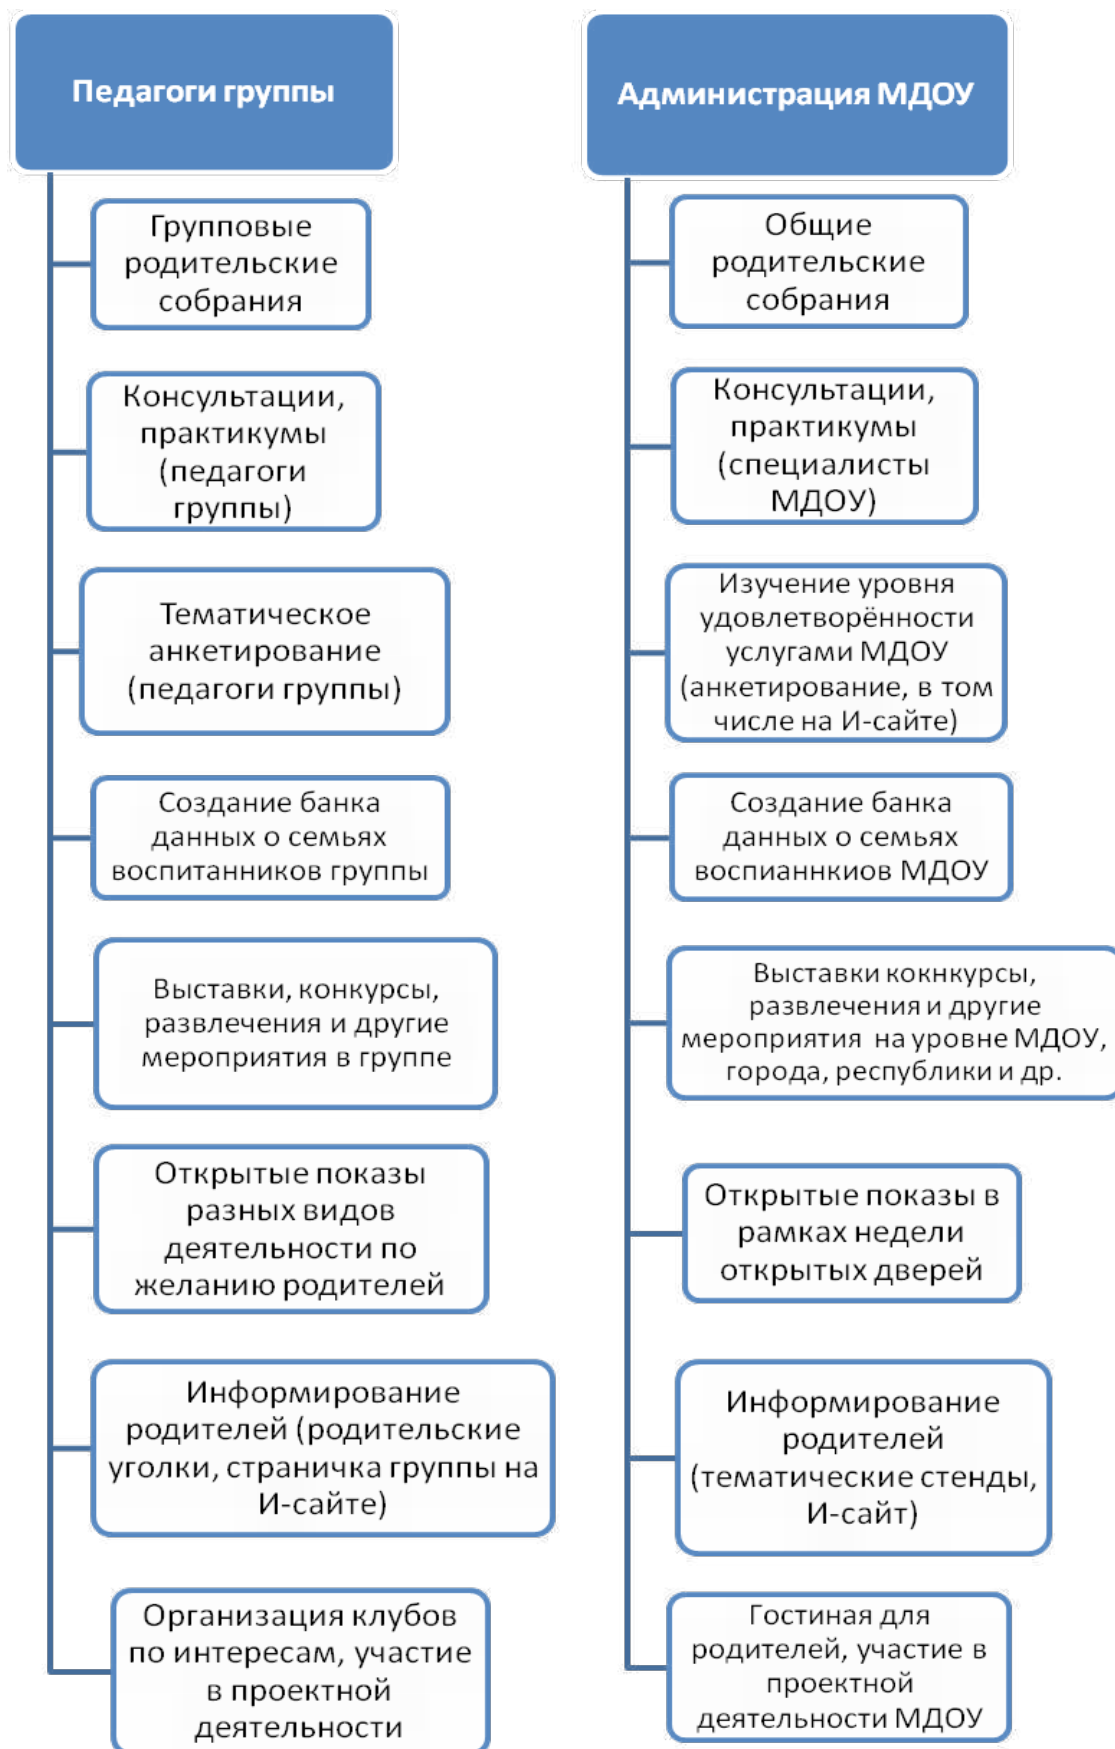 Педагоги группы
Групповые
родительские
собрания
Консультации,
практикумы
(педагоги
группы)
Тематическое
анкетирование
(педагоги группы)
Создание банка
данных о семьях
воспитанников группы
Выставки, конкурсы,
развлечения и другие
мероприятия в группе
Открытые показы
разных видов
деятельности по
желанию родителей
Информирование
родителей (родительские
уголки, страничка группы на
И-сайте)
Организация клубов
по интересам, участие
в проектной
деятельности
Администрация МДОУ
Общие
родительские
собрания
Консультации,
практикумы
(специалисты
МДОУ)
Изучение уровня
удовлетворённости
услугами МДОУ
(анкетирование, в том
числе на И-сайте)
Создание банка
данных о семьях
воспианнкиов МДОУ
Выставки кокнкурсы,
развлечения и другие
мероприятия на уровне МДОУ,
города, республики и др.
Открытые показы в
рамках недели
открытых дверей
Информирование
родителей
(тематические стенды,
И-сайт)
Гостиная для
родителей, участие в
проектной
деятельности МДОУ